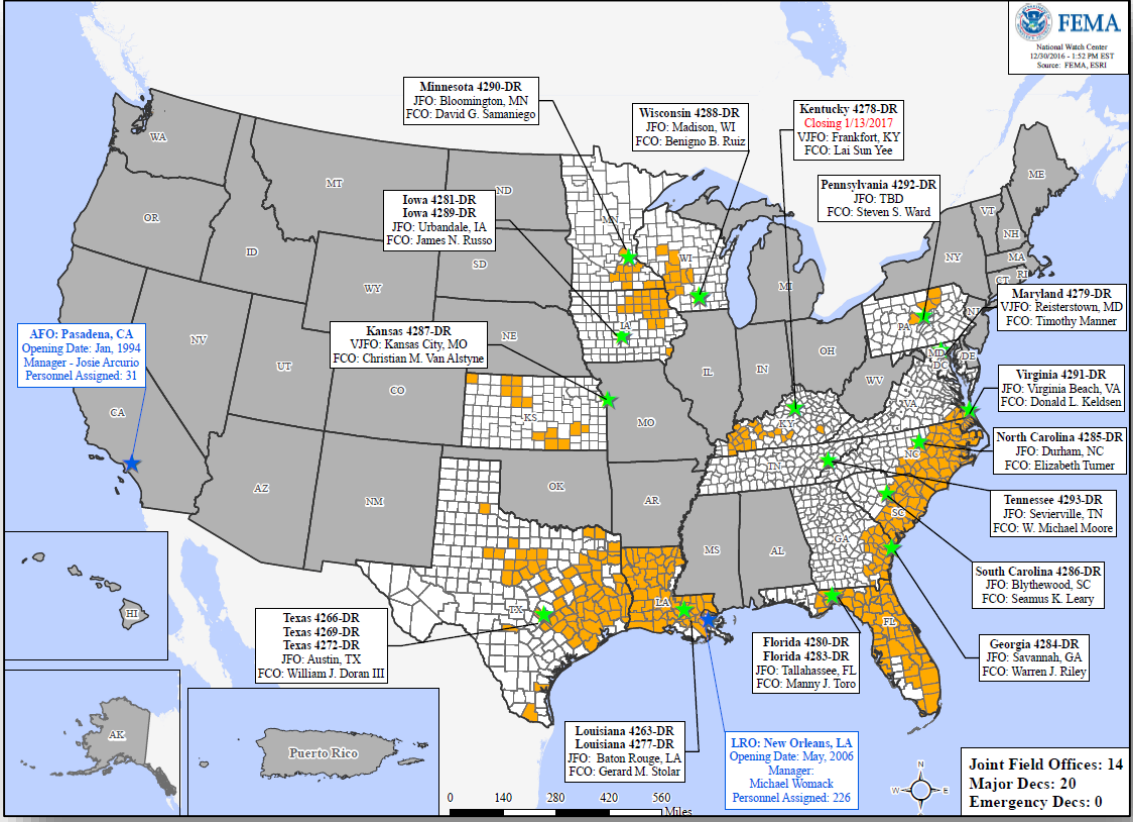 FEMA
National Watch Center
12/30/2016 - 1:52 PM EST
Source: FEMA, ESRI
Minnesota 4290-DR
JFO: Bloomington, MN
FCO: David G. Samaniego
Wisconsin 4288-DR
JFO: Madison, WI
FCO: Benigno B. Ruiz
Kentucky 4278-DR
Closing 1/13/2017
VJFO: Frankfort, KY
FCO: Lai Sun Yee
Pennsylvania 4292-DR
JFO: TBD
FCO: Steven S. Ward
Iowa 4281-DR
Iowa 4289-DR
JFO: Urbandale, IA
FCO: James N. Russo
Maryland 4279-DR
VJFO: Reisterstown, MD
FCO: Timothy Manner
AFO: Pasadena, CA
Opening Date: Jan, 1994
Manager - Josie Arcurio
Personnel Assigned: 31
Kansas 4287-DR
VJFO: Kansas City, MO
FCO: Christian M. Van Alstyne
Virginia 4291-DR
JFO: Virginia Beach, VA
FCO: Donald L. Keldsen
North Carolina 4285-DR
JFO: Durham, NC
FCO: Elizabeth Turner
Tennessee 4293-DR
JFO: Sevierville, TN
FCO: W. Michael Moore
South Carolina 4286-DR
JFO: Blythewood, SC
FCO: Seamus K. Leary
Georgia 4284-DR
JFO: Savannah, GA
FCO: Warren J. Riley
Texas 4266-DR
Texas 4269-DR
Texas 4272-DR
JFO: Austin, TX
FCO: William J. Doran III
Florida 4280-DR
Florida 4283-DR
JFO: Tallahassee, FL
FCO: Manny J. Toro
Louisiana 4263-DR
Louisiana 4277-DR
JFO: Baton Rouge, LA
FCO: Gerard M. Stolar
LRO: New Orleans, LA
Opening Date: May, 2006
Manager:
Michael Womack
Personnel Assigned: 226
Joint Field Offices: 14
Major Decs: 20
Emergency Decs: 0
WA
MT
ND
MN
ME
OR
ID
SD
WI
VT
NH
WY
MI
NY
MA
CT
RI
NV
NE
IA
PA
NJ
UT
CO
IL
IN
OH
MD
DE
DC
WV
CA
KS
MO
KY
VA
AZ
NM
OK
AR
TN
NC
MS
AL
GA
SC
TX
LA
FL
HI
AK
Puerto Rico
N
W
E
S
0 140 280 420 560
Miles